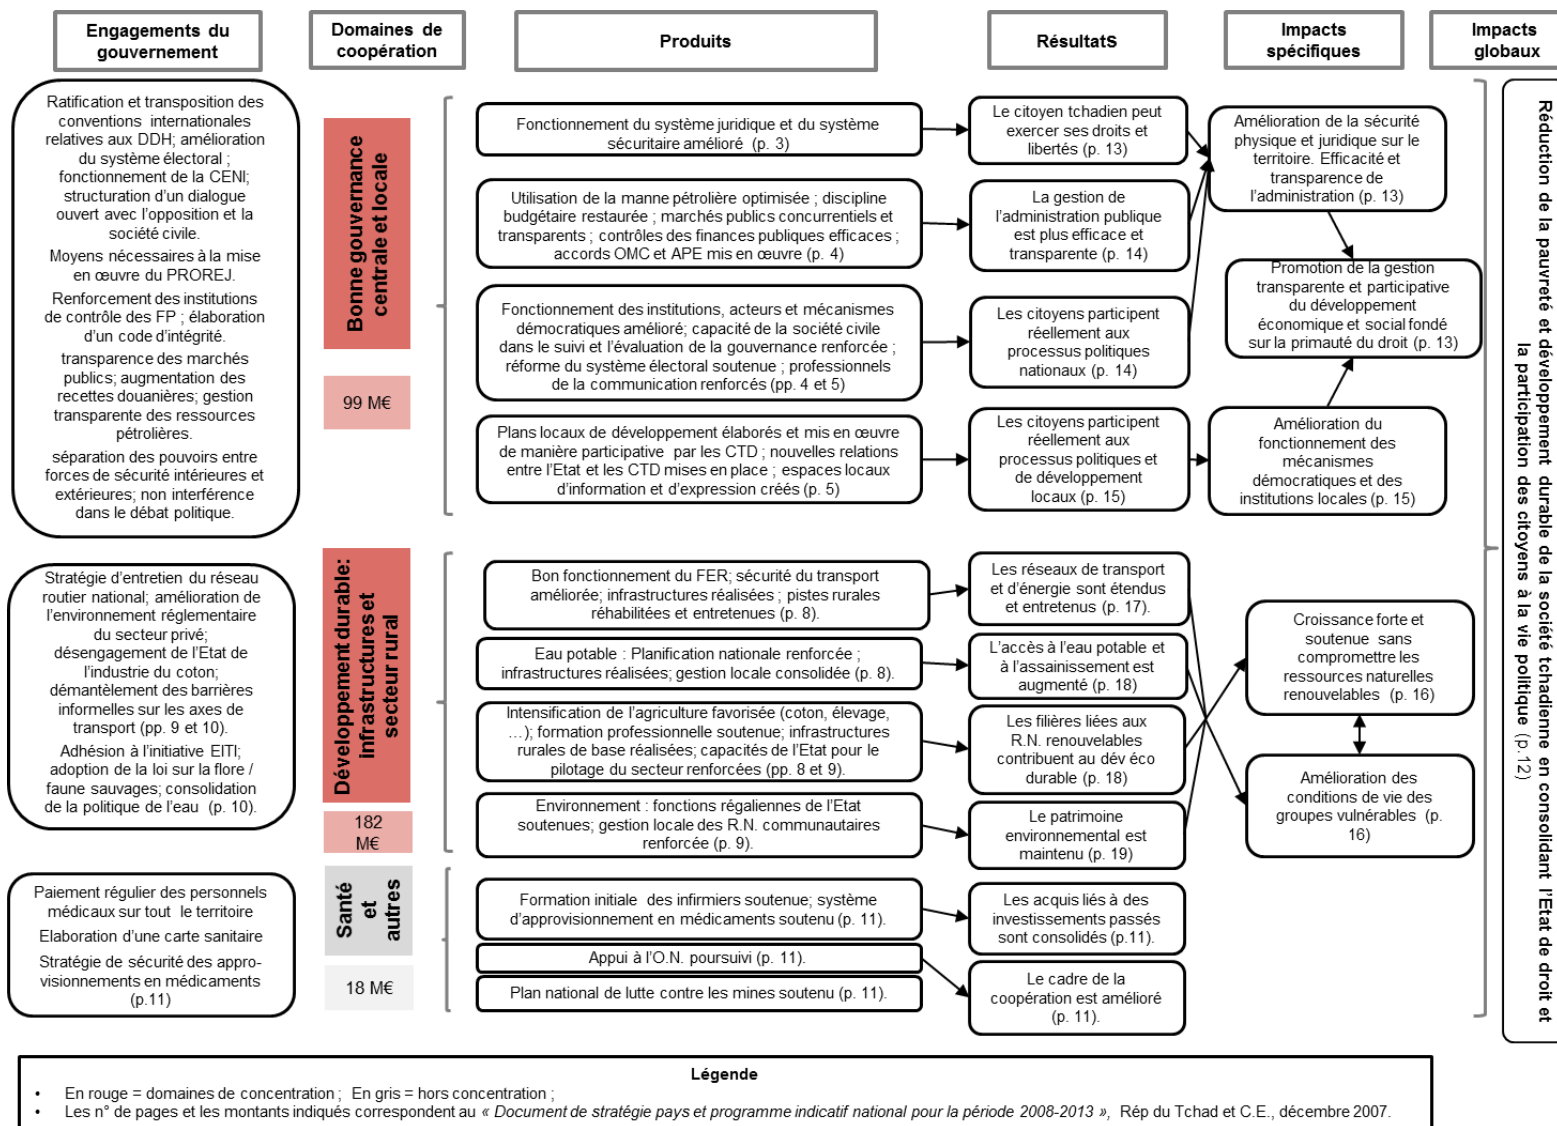 Engagements du
gouvernement
Domaines de
coopération
Produits
RésultatS
Impacts
spécifiques
Impacts
globaux
Ratification et transposition des
conventions internationales
relatives aux DDH; amélioration
du système électoral ;
fonctionnement de la CENI;
structuration d'un dialogue
ouvert avec l'opposition et la
société civile.
Moyens nécessaires à la mise
en œuvre du PROREJ.
Renforcement des institutions
de contrôle des FP ; élaboration
d'un code d'intégrité.
transparence des marchés
publics; augmentation des
recettes douanières; gestion
transparente des ressources
pétrolières.
séparation des pouvoirs entre
forces de sécurité intérieures et
extérieures; non interférence
dans le débat politique.
Bonne gouvernance
centrale et locale
99 M€
Fonctionnement du système juridique et du système
sécuritaire amélioré (p. 3)
Utilisation de la manne pétrolière optimisée ; discipline
budgétaire restaurée ; marchés publics concurrentiels et
transparents ; contrôles des finances publiques efficaces ;
accords OMC et APE mis en œuvre (p. 4)
Fonctionnement des institutions, acteurs et mécanismes
démocratiques amélioré; capacité de la société civile
dans le suivi et l'évaluation de la gouvernance renforcée ;
réforme du système électoral soutenue ; professionnels
de la communication renforcés (pp. 4 et 5)
Plans locaux de développement élaborés et mis en œuvre
de manière participative par les CTD ; nouvelles relations
entre l'Etat et les CTD mises en place ; espaces locaux
d'information et d'expression créés (p. 5)
Le citoyen tchadien peut
exercer ses droits et
libertés (p. 13)
La gestion de
l'administration publique
est plus efficace et
transparente (p. 14)
Les citoyens participent
réellement aux
processus politiques
nationaux (p. 14)
Les citoyens participent
réellement aux
processus politiques et
de développement
locaux (p. 15)
Amélioration de la sécurité
physique et juridique sur le
territoire. Efficacité et
transparence de
l'administration (p. 13)
Promotion de la gestion
transparente et participative
du développement
économique et social fondé
sur la primauté du droit (p. 13)
Amélioration du
fonctionnement des
mécanismes
démocratiques et des
institutions locales (p. 15)
Réduction de la pauvreté et développement durable de la société tchadienne en consolidant l'Etat de droit et
la participation des citoyens à la vie politique (p.12)
Stratégie d'entretien du réseau
routier national; amélioration de
l'environnement réglementaire
du secteur privé;
désengagement de l'Etat de
l'industrie du coton;
démantèlement des barrières
informelles sur les axes de
transport (pp. 9 et 10).
Adhésion à l'initiative EITI;
adoption de la loi sur la flore /
faune sauvages; consolidation
de la politique de l'eau (p. 10).
Développement durable:
infrastructures et
secteur rural
182
M€
Bon fonctionnement du FER; sécurité du transport
améliorée; infrastructures réalisées ; pistes rurales
réhabilitées et entretenues (p. 8).
Eau potable : Planification nationale renforcée ;
infrastructures réalisées; gestion locale consolidée (p. 8).
Intensification de l'agriculture favorisée (coton, élevage,
…); formation professionnelle soutenue; infrastructures
rurales de base réalisées; capacités de l'Etat pour le
pilotage du secteur renforcées (pp. 8 et 9).
Environnement : fonctions régaliennes de l'Etat
soutenues; gestion locale des R.N. communautaires
renforcée (p. 9).
Les réseaux de transport
et d'énergie sont étendus
et entretenus (p. 17).
L'accès à l'eau potable et
à l'assainissement est
augmenté (p. 18)
Les filières liées aux
R.N. renouvelables
contribuent au dév éco
durable (p. 18)
Le patrimoine
environnemental est
maintenu (p. 19)
Croissance forte et
soutenue sans
compromettre les
ressources naturelles
renouvelables (p. 16)
Amélioration des
conditions de vie des
groupes vulnérables (p.
16)
Paiement régulier des personnels
médicaux sur tout le territoire
Elaboration d'une carte sanitaire
Stratégie de sécurité des appro-
visionnements en médicaments
(p.11)
Santé
et
autres
18 M€
Formation initiale des infirmiers soutenue; système
d'approvisionnement en médicaments soutenu (p. 11).
Appui à l'O.N. poursuivi (p. 11).
Plan national de lutte contre les mines soutenu (p. 11).
Les acquis liés à des
investissements passés
sont consolidés (p.11).
Le cadre de la
coopération est amélioré
(p. 11).
Légende
• En rouge = domaines de concentration ; En gris = hors concentration ;
• Les n° de pages et les montants indiqués correspondent au « Document de stratégie pays et programme indicatif national pour la période 2008-2013 », Rép du Tchad et C.E., décembre 2007.